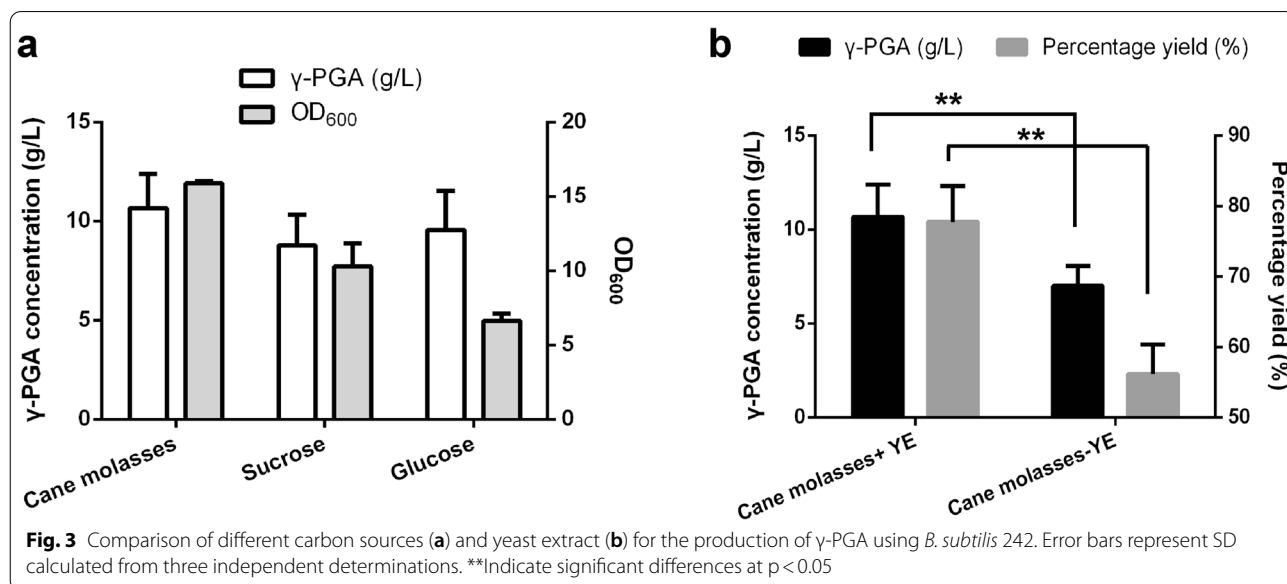 a
γ-PGA (g/L)
OD600
γ-PGA concentration (g/L)
15
10
5
0
20
15
10
5
0
OD600
Cane molasses
Sucrose
Glucose
b
γ-PGA (g/L)
Percentage yield (%)
**
**
γ-PGA concentration (g/L)
15
10
5
0
90
80
70
60
50
Percentage yield
(%)
Cane molasses+ YE
Cane molasses-YE
Fig. 3 Comparison of different carbon sources (a) and yeast extract (b) for the production of γ-PGA using B. subtilis 242. Error bars represent SD
calculated from three independent determinations. **Indicate significant differences at p < 0.05